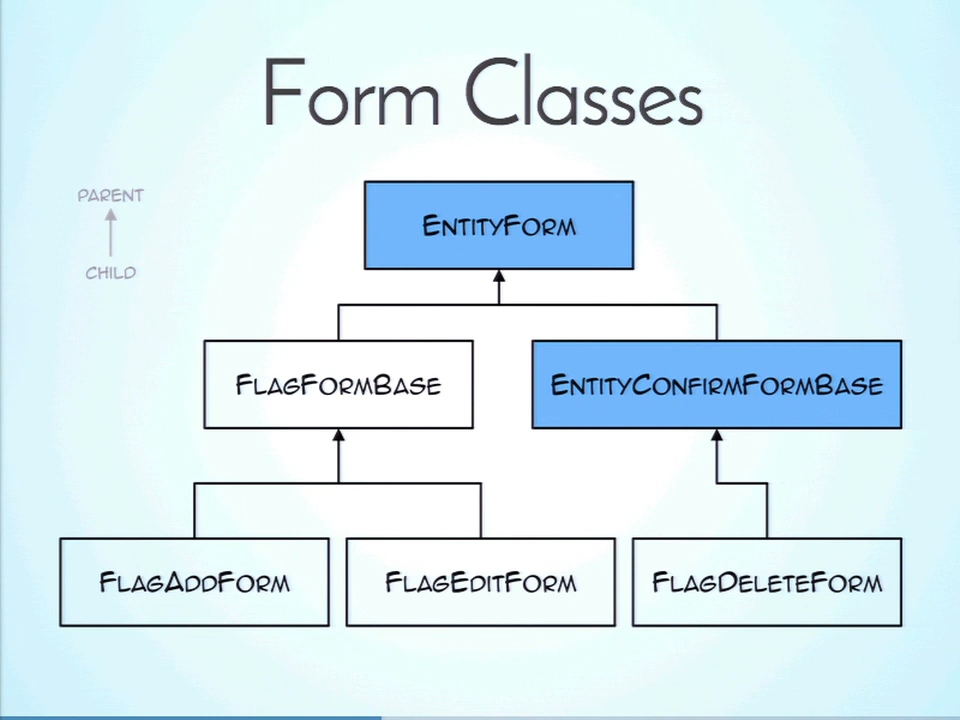 Form Classes
PARENT
CHILD
EntityForm
FlagFormBase
EntityConfirmFormBase
FlagAddForm
FlagEditForm
FlagDeleteForm